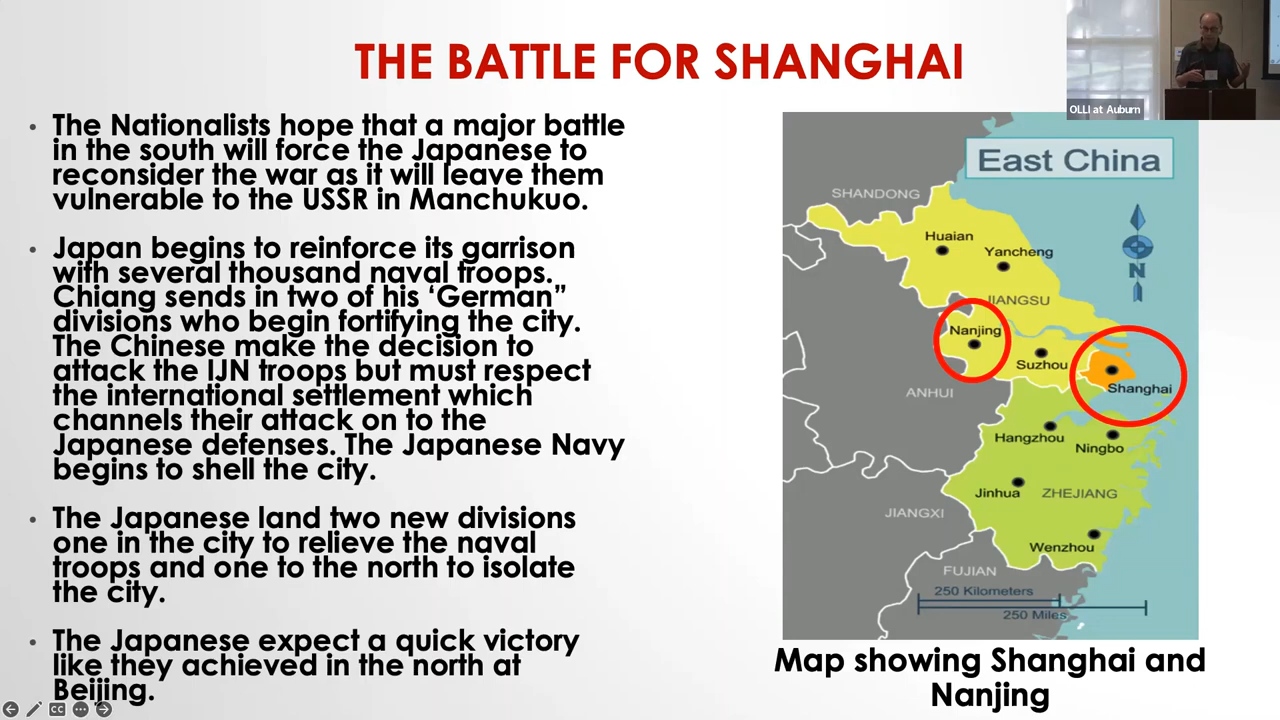 THE BATTLE FOR SHANGHAI
OLLI at Auburn
• The Nationalists hope that a major battle
in the south will force the Japanese to
reconsider the war as it will leave them
vulnerable to the USSR in Manchukuo.
• Japan begins to reinforce its garrison
with several thousand naval troops.
Chiang sends in two of his ‘German”
divisions who begin fortifying the city.
The Chinese make the decision to
attack the IJN troops but must respect
the international settlement which
channels their attack on to the
Japanese defenses. The Japanese Navy
begins to shell the city.
• The Japanese land two new divisions
one in the city to relieve the naval
troops and one to the north to isolate
the city.
• The Japanese expect a quick victory
like they achieved in the north at
Beijing.
East China
SHANDONG
Huaian
Yancheng
N
JIANGSU
Nanjing
Suzhou
Shanghai
ANHUI
Hangzhou
Ningbo
Jinhua
ZHEJIANG
JIANGXI
Wenzhou
FUJIAN
250 Kilometers
250 Miles
Map showing Shanghai and
Nanjing
CC